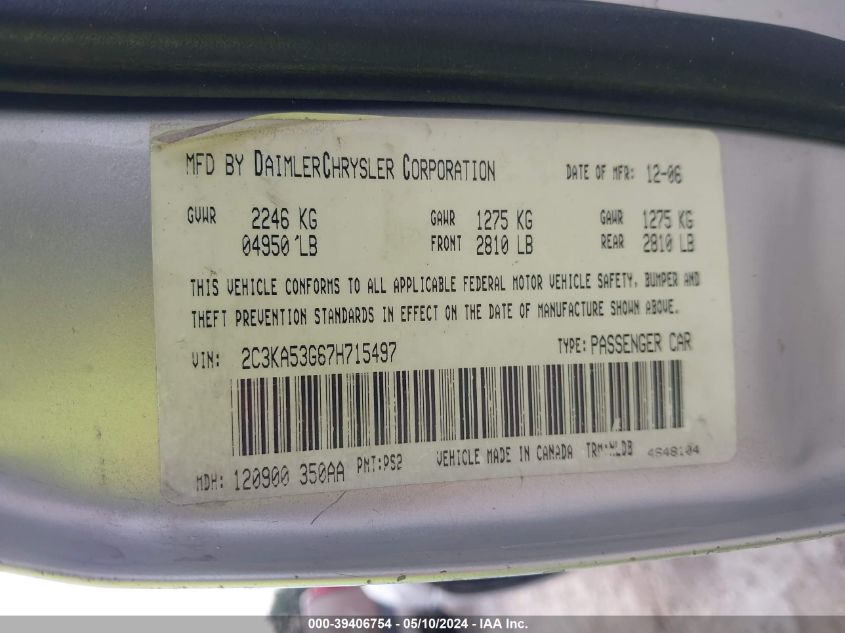 MFD BY DAIMLERCHRYSLER CORPORATION DATE OF MFR: 12-06
GVWR 2246 KG GAWR 1275 KG GAWR 1275 KG
04950 LB FRONT 2810 LB REAR 2810 LB
THIS VEHICLE CONFORMS TO ALL APPLICABLE FEDERAL MOTOR VEHICLE SAFETY, BUMPER AND
THEFT PREVENTION STANDARDS IN EFFECT ON THE DATE OF MANUFACTURE SHOWN ABOVE.
VIN: 2C3KA53G67H715497 TYPE: PASSENGER CAR
MDH: 120900 350AA PNT: PS2 VEHICLE MADE IN CANADA TRM: WLDB 4648104
000-39406754 - 05/10/2024 - IAA Inc.